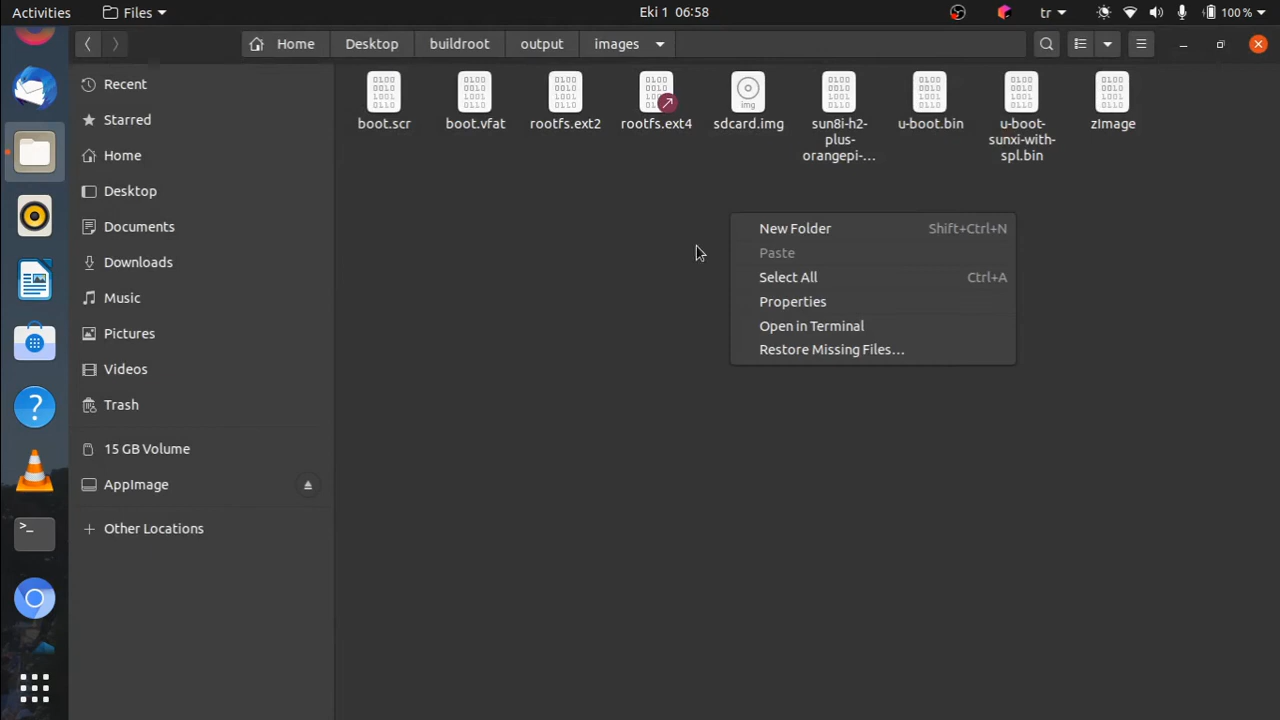 Activities
Files
Eki 1 06:58
tr
100 %
Home
Desktop
buildroot
output
images
Recent
Starred
Home
Desktop
Documents
Downloads
Music
Pictures
Videos
Trash
15 GB Volume
AppImage
Other Locations
boot.scr
boot.vfat
rootfs.ext2
rootfs.ext4
sdcard.img
sun8i-h2-
plus-
orangepi-…
u-boot.bin
u-boot-
sunxi-with-
spl.bin
zImage
New Folder Shift+Ctrl+N
Paste
Select All Ctrl+A
Properties
Open in Terminal
Restore Missing Files…